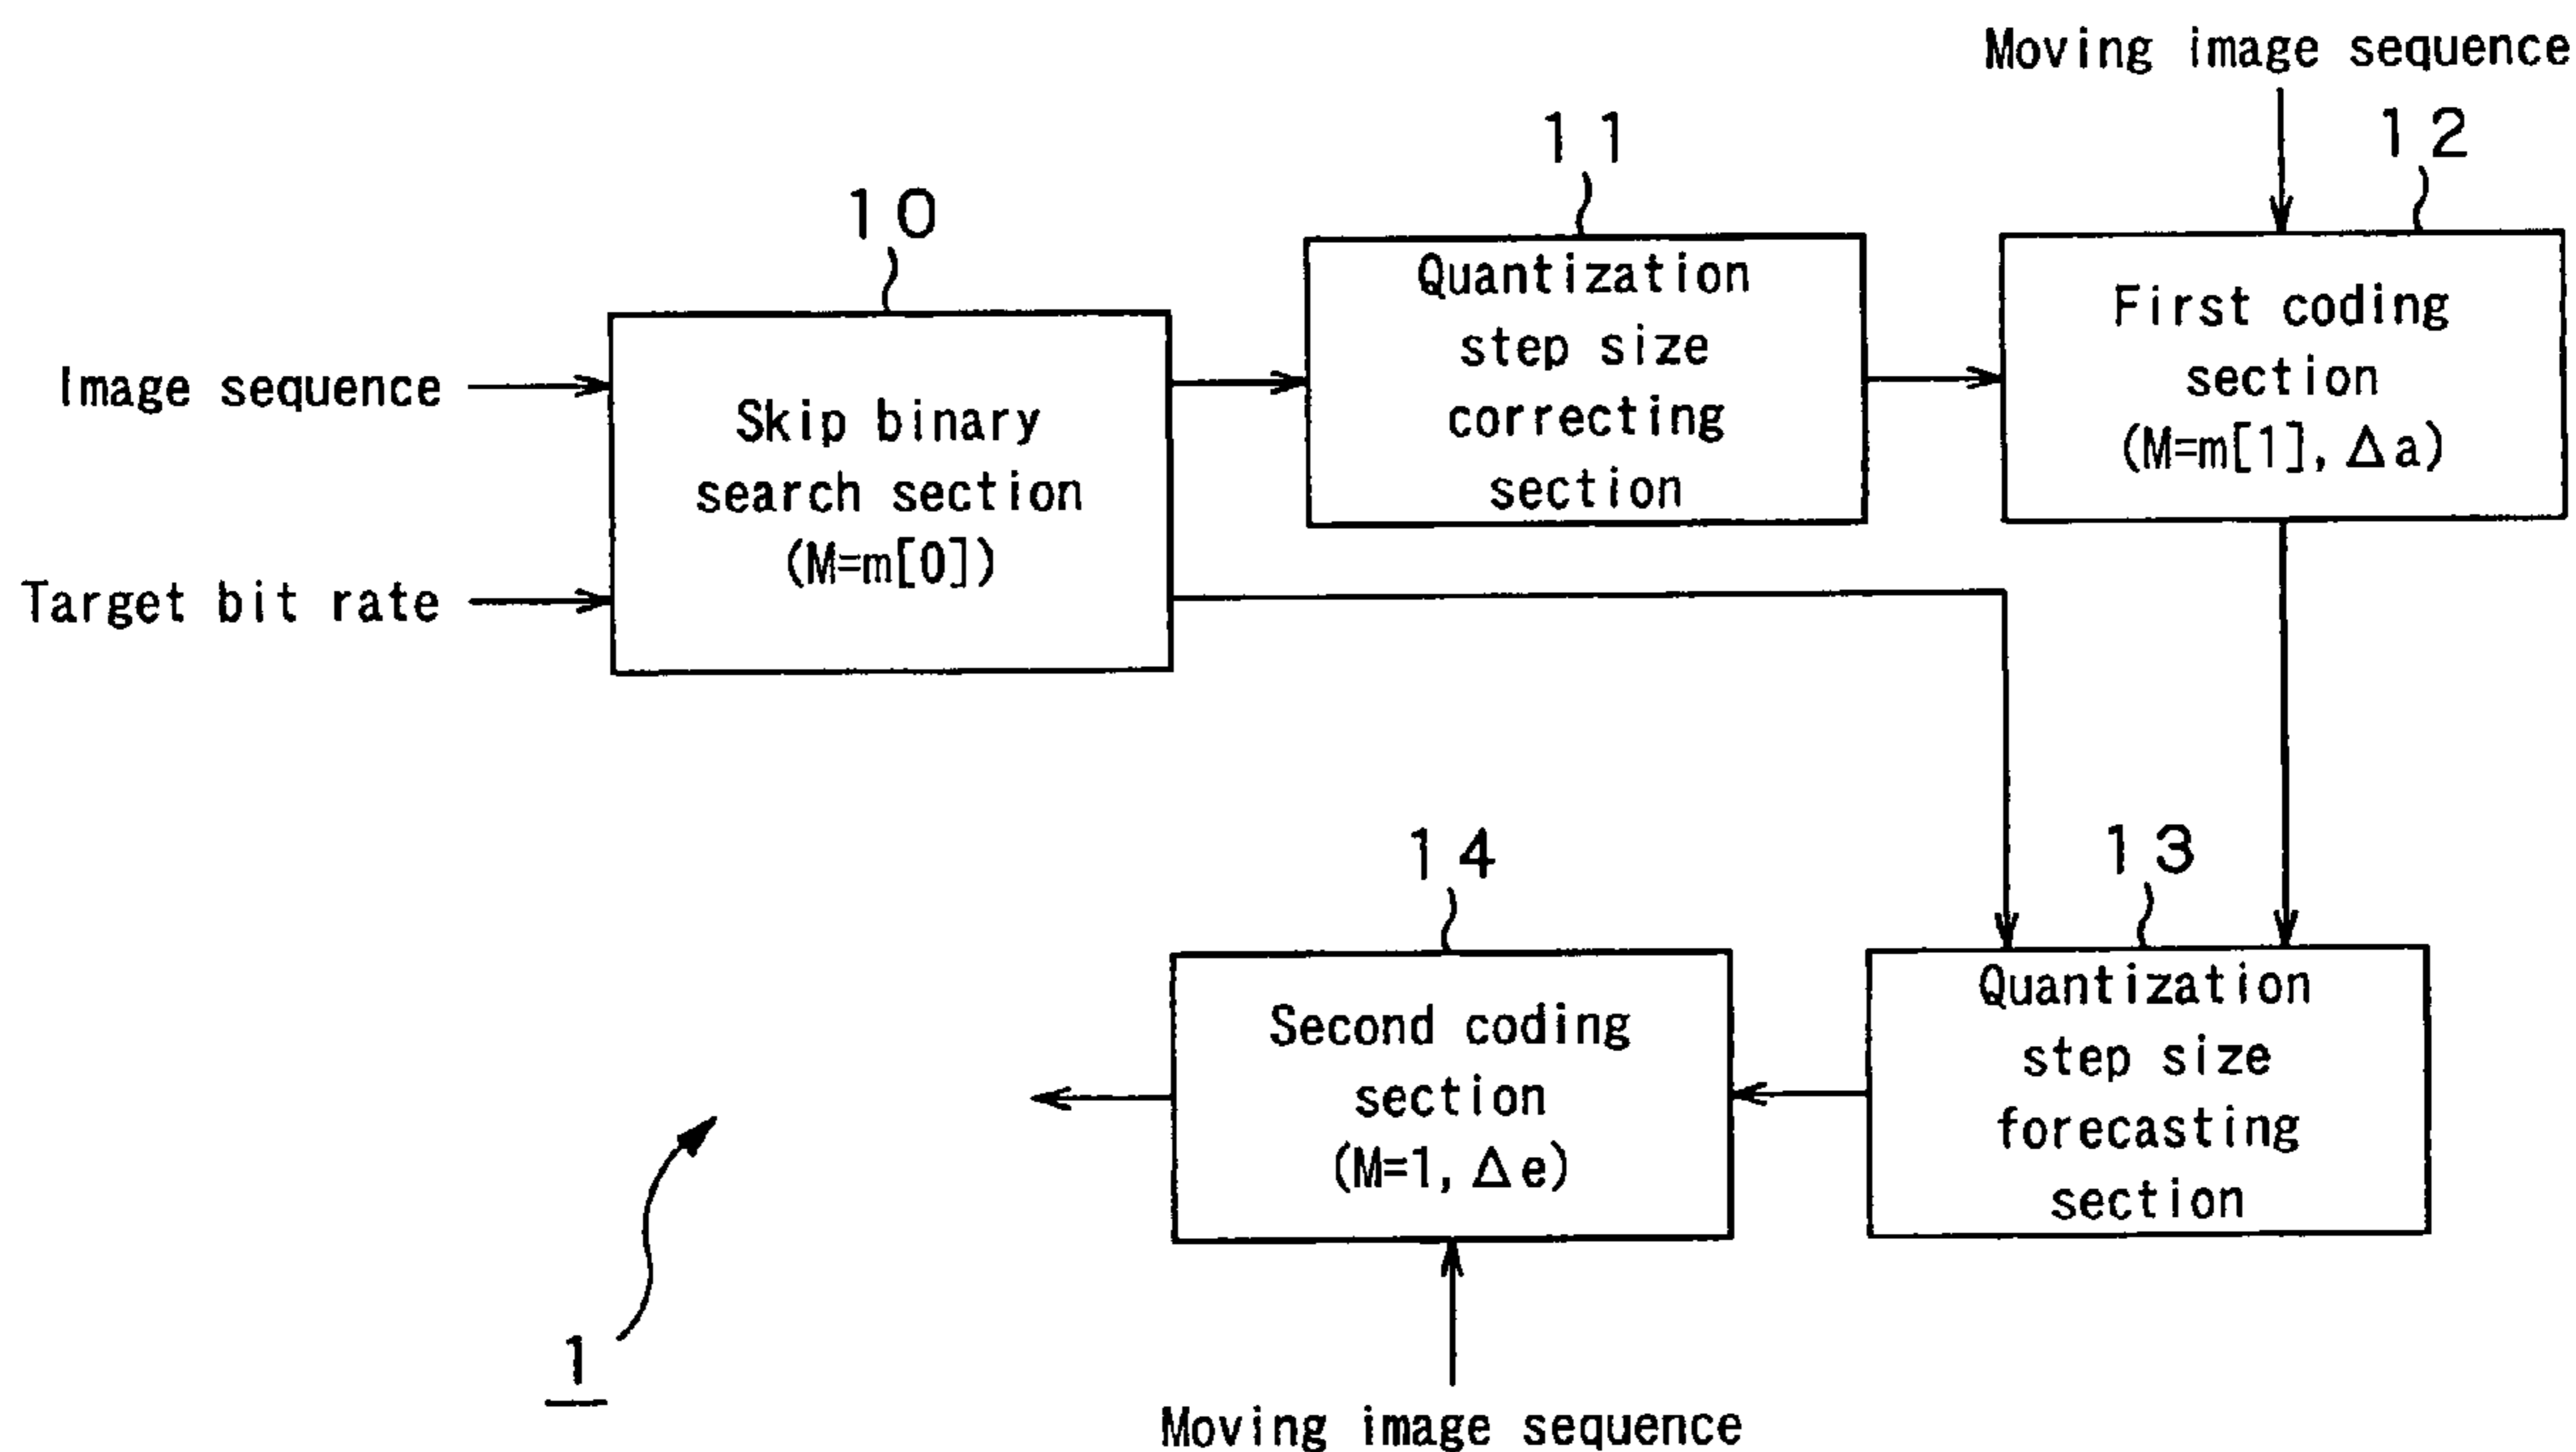 Moving image sequence
12
11
10
Quantization
step size
correcting
section
First coding
section
(M=m[1], Δa)
Image sequence
Skip binary
search section
(M=m[0])
Target bit rate
14
13
Second coding
section
(M=1, Δe)
Quantization
step size
forecasting
section
1
Moving image sequence